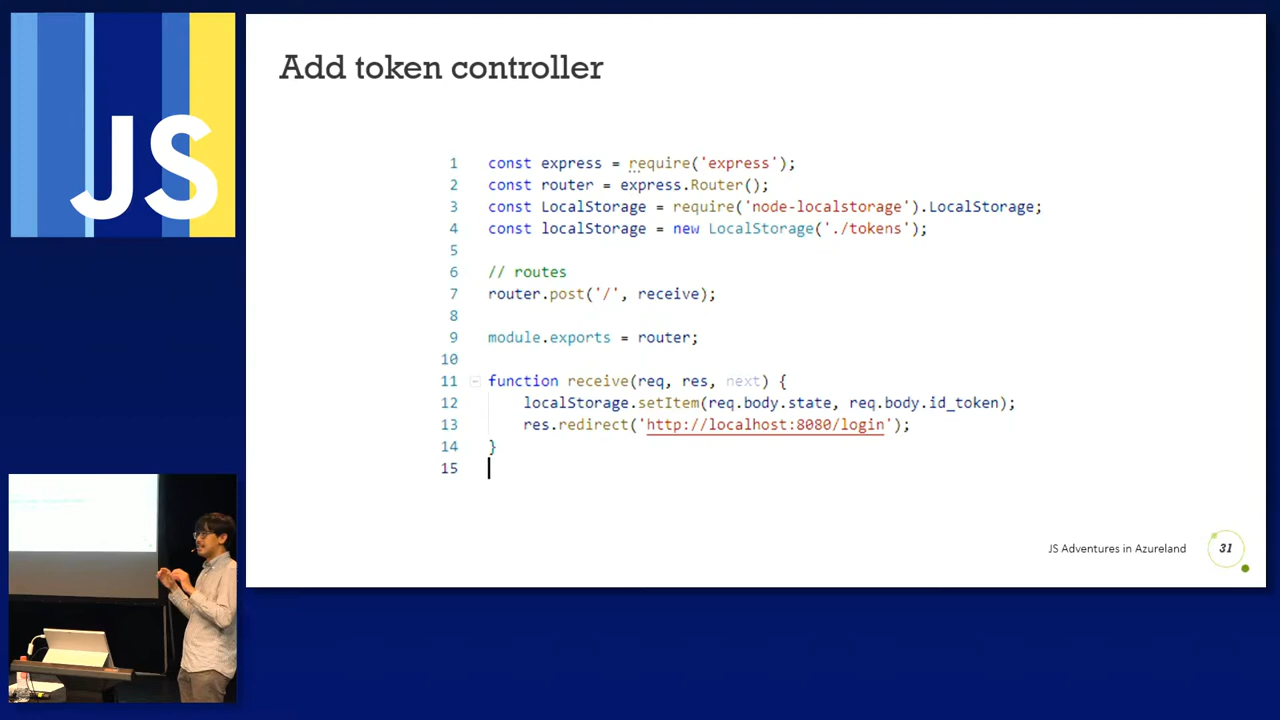 JS
Add token controller
1 const express = require('express');
2 const router = express.Router();
3 const LocalStorage = require('node-localstorage').LocalStorage;
4 const localStorage = new LocalStorage('./tokens');
5
6 // routes
7 router.post('/', receive);
8
9 module.exports = router;
10
11 function receive(req, res, next) {
12 localStorage.setItem(req.body.state, req.body.id_token);
13 res.redirect('http://localhost:8080/login');
14 }
15
JS Adventures in Azureland 31